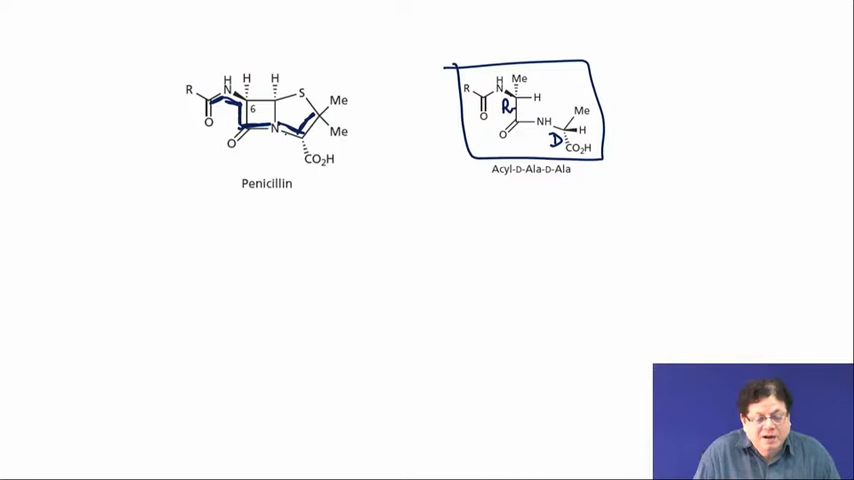 H H H
R N S Me
6
O N Me
O CO₂H
Penicillin
H Me
R N H
R
O NH Me
O H
D CO₂H
Acyl-D-Ala-D-Ala